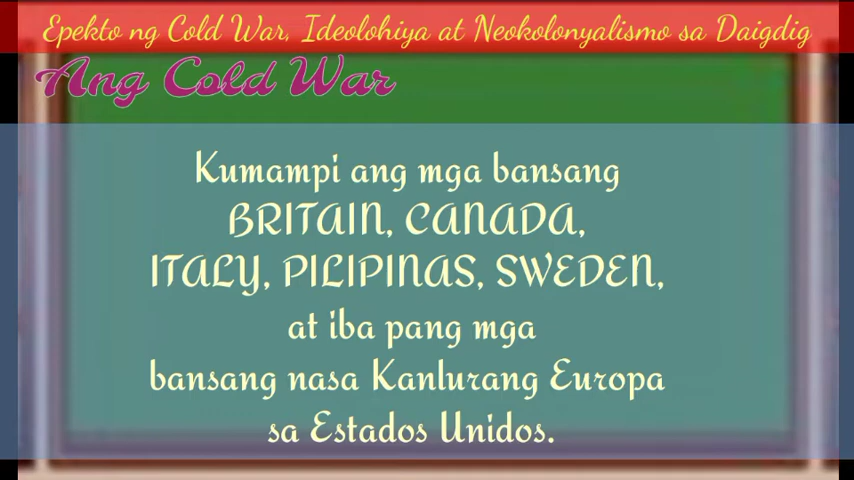 Epekto ng Cold War, Ideolohiya at Neokolonyalismo sa Daigdig
Ang Cold War
Kumampi ang mga bansang
BRITAIN, CANADA,
ITALY, PILIPINAS, SWEDEN,
at iba pang mga
bansang nasa Kanlurang Europa
sa Estados Unidos.